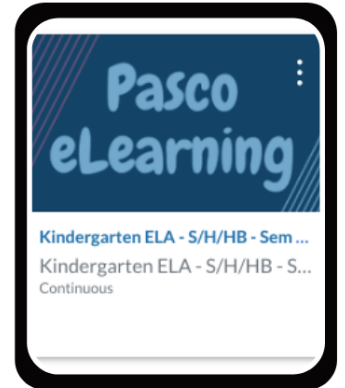 Pasco
eLearning
Kindergarten ELA - S/H/HB - Sem ...
Kindergarten ELA - S/H/HB - S...
Continuous